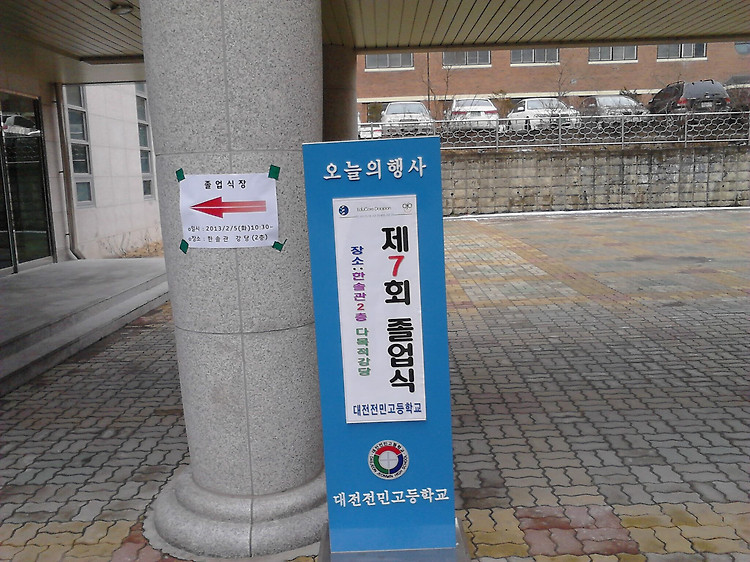 졸업식장
o일시 : 2013/2/5(화)10:30~
o장소 : 한솔관 강당(2층)
오늘의행사
제7회 졸업식
장소:한솔관2층 다목적강당
대전전민고등학교
대전전민고등학교